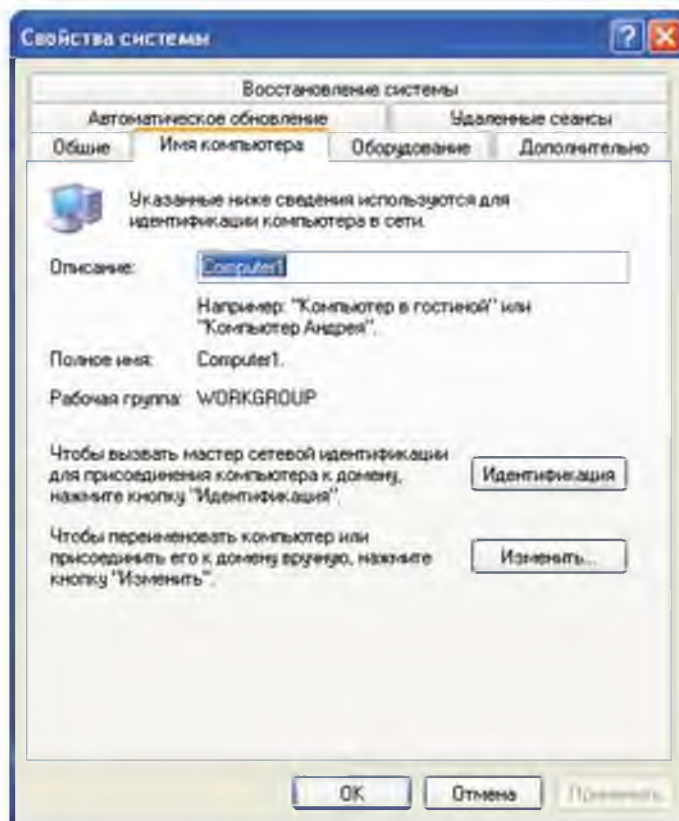 Свойства системы
Восстановление системы
Автоматическое обновление Удаленные сеансы
Общие Имя компьютера Оборудование Дополнительно
Указанные ниже сведения используются для
идентификации компьютера в сети.
Описание: Computer1
Например: "Компьютер в гостиной" или
"Компьютер Андрея".
Полное имя: Computer1.
Рабочая группа: WORKGROUP
Чтобы вызвать мастер сетевой идентификации
для присоединения компьютера к домену,
нажмите кнопку "Идентификация".
Идентификация
Чтобы переименовать компьютер или
присоединить его к домену вручную, нажмите
кнопку "Изменить".
Изменить...
OK Отмена Применить